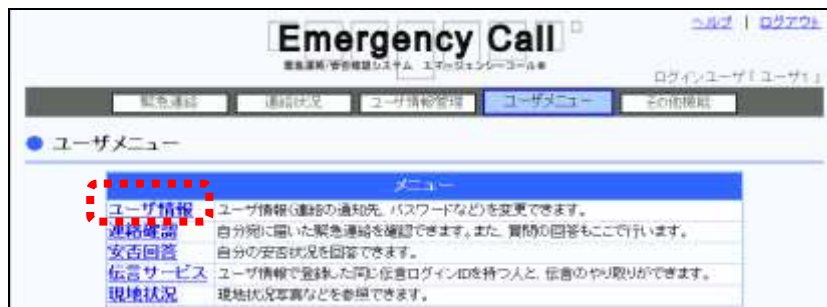 ヘルプ | ログアウト
Emergency Call
緊急連絡/安否確認システム エマージェンシーコール®
ログインユーザ「ユーザ1」
緊急連絡 連絡状況 ユーザ情報管理 ユーザメニュー その他機能
ユーザメニュー
メニュー
ユーザ情報 ユーザ情報(連絡の通知先、パスワードなど)を変更できます。
連絡確認 自分宛に届いた緊急連絡を確認できます。また、質問の回答もここで行います。
安否回答 自分の安否状況を回答できます。
伝言サービス ユーザ情報で登録した同じ伝言ログインIDを持つ人と、伝言のやり取りができます。
現地状況 現地状況写真などを参照できます。